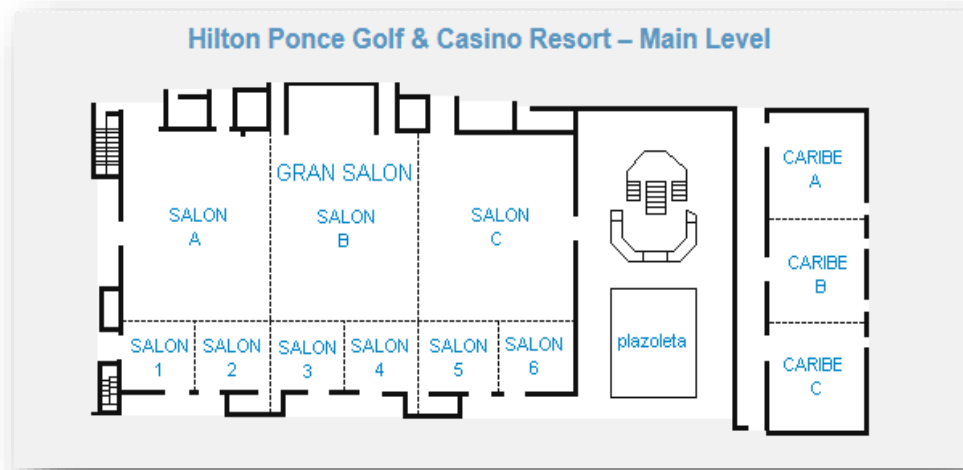 Hilton Ponce Golf & Casino Resort – Main Level
GRAN SALON
SALON
A
SALON
B
SALON
C
SALON
1
SALON
2
SALON
3
SALON
4
SALON
5
SALON
6
plazoleta
CARIBE
A
CARIBE
B
CARIBE
C